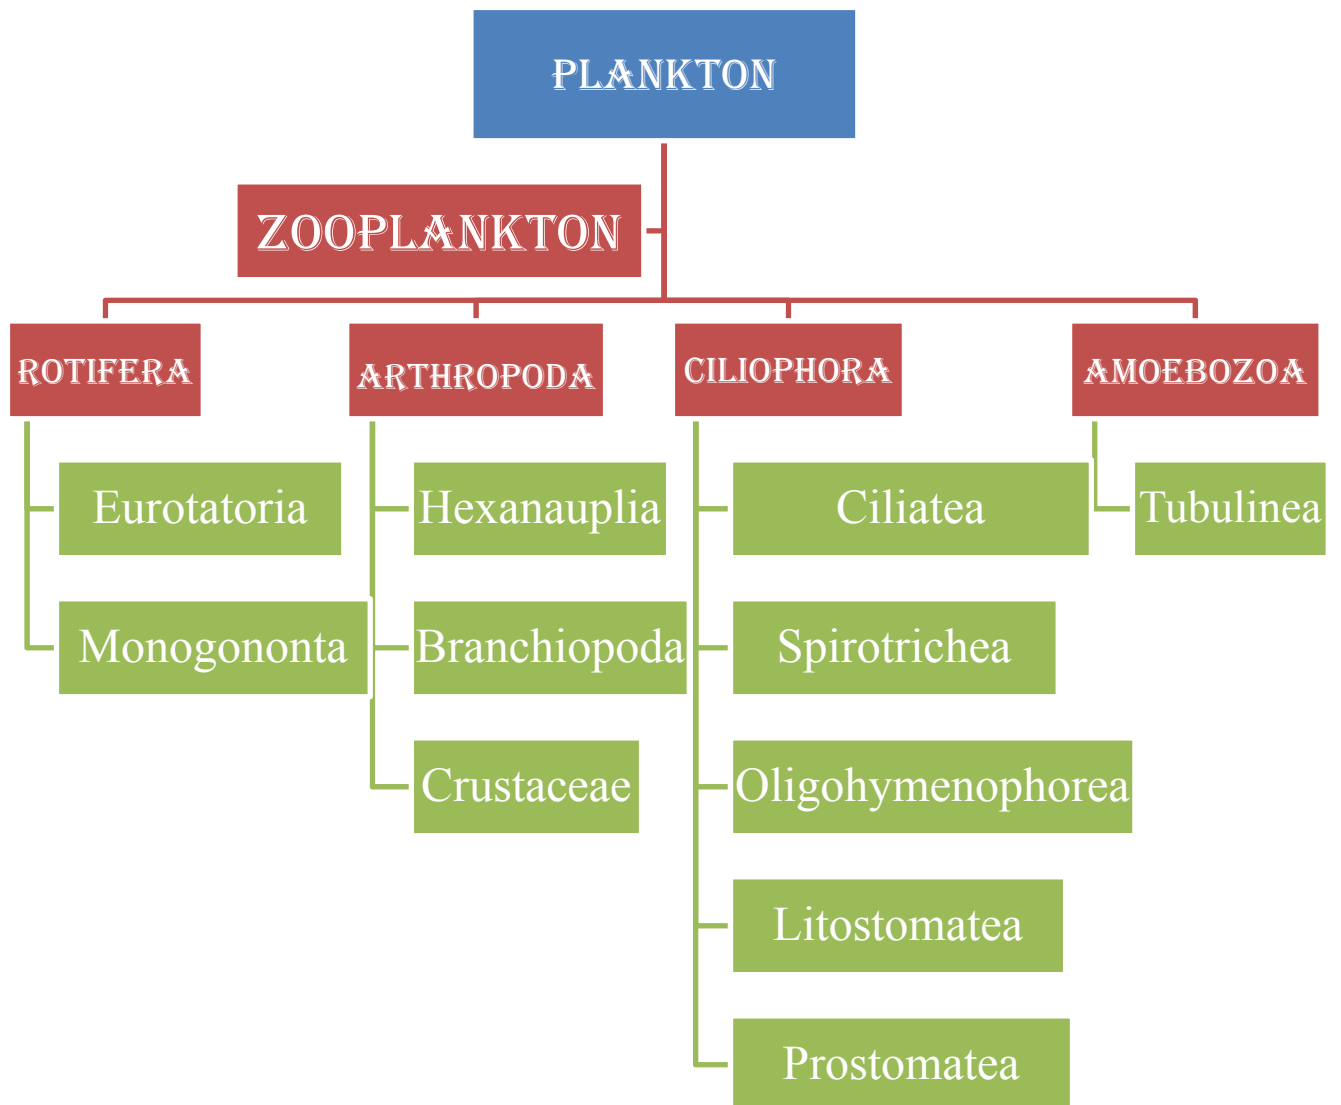 PLANKTON
ZOOPLANKTON
ROTIFERA
ARTHROPODA
CILIOPHORA
AMOEBOZOA
Eurotatoria
Hexanauplia
Ciliatea
Tubulinea
Monogononta
Branchiopoda
Spirotrichea
Crustaceae
Oligohymenophorea
Litostomatea
Prostomatea